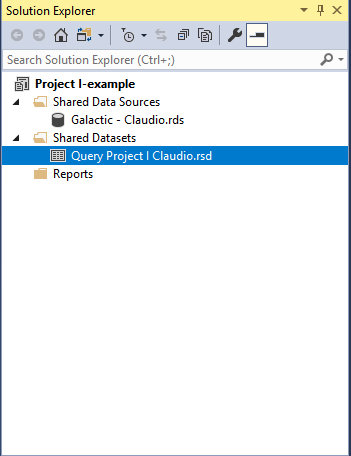 Solution Explorer
Search Solution Explorer (Ctrl+;)
Project I-example
Shared Data Sources
Galactic - Claudio.rds
Shared Datasets
Query Project I Claudio.rsd
Reports